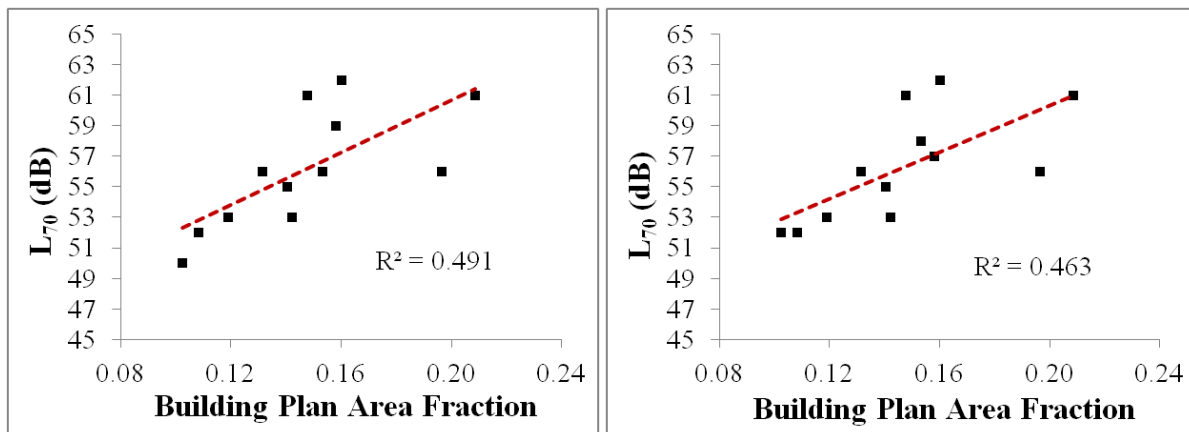 65
63
61
59
57
55
53
51
49
47
45
L70 (dB)
R² = 0.491
0.08 0.12 0.16 0.20 0.24
Building Plan Area Fraction
65
63
61
59
57
55
53
51
49
47
45
L70 (dB)
R² = 0.463
0.08 0.12 0.16 0.20 0.24
Building Plan Area Fraction